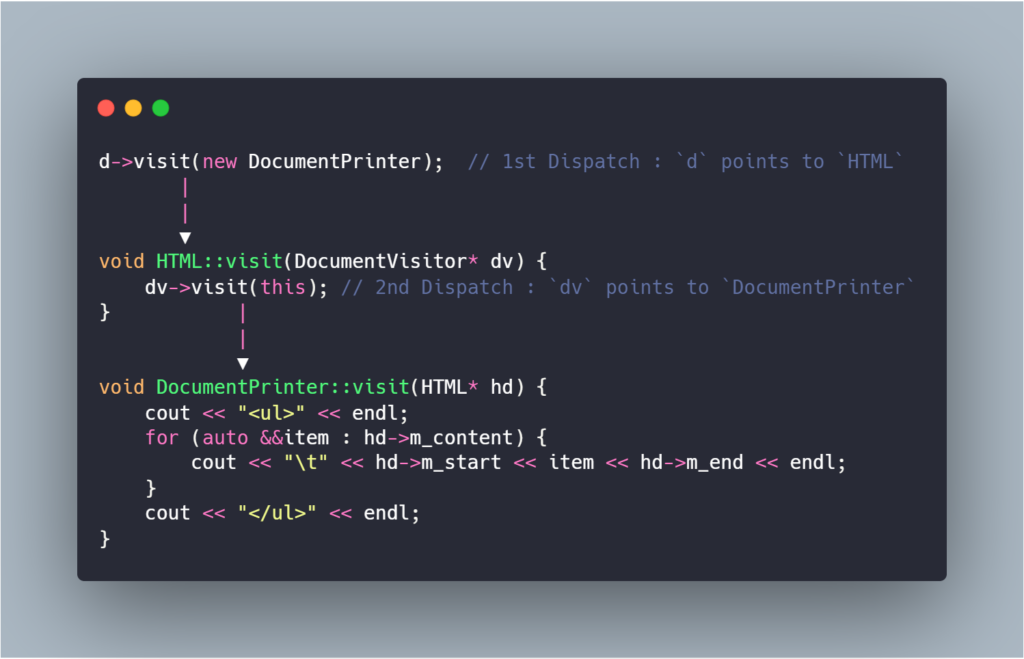 d->visit(new DocumentPrinter);  // 1st Dispatch : `d` points to `HTML`
       |
       |
       ▼
void HTML::visit(DocumentVisitor* dv) {
    dv->visit(this); // 2nd Dispatch : `dv` points to `DocumentPrinter`
}            |
             |
             ▼
void DocumentPrinter::visit(HTML* hd) {
    cout << "<ul>" << endl;
    for (auto &&item : hd->m_content) {
        cout << "\t" << hd->m_start << item << hd->m_end << endl;
    }
    cout << "</ul>" << endl;
}